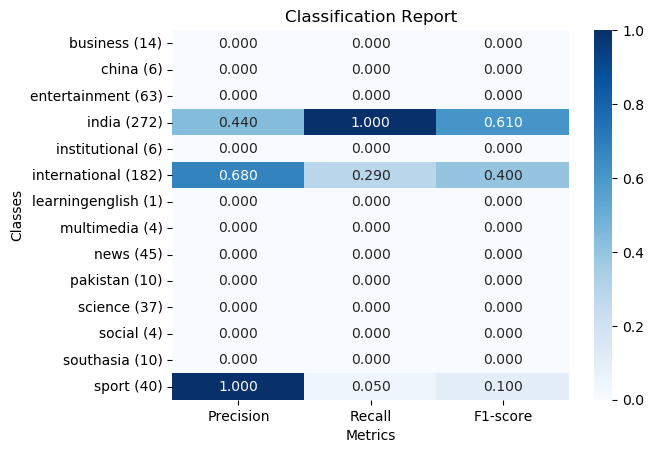 Classification Report
business (14) 0.000 0.000 0.000 1.0
china (6) 0.000 0.000 0.000
entertainment (63) 0.000 0.000 0.000
india (272) 0.440 1.000 0.610 0.8
institutional (6) 0.000 0.000 0.000
international (182) 0.680 0.290 0.400 0.6
learningenglish (1) 0.000 0.000 0.000
multimedia (4) 0.000 0.000 0.000
news (45) 0.000 0.000 0.000 0.4
pakistan (10) 0.000 0.000 0.000
science (37) 0.000 0.000 0.000
social (4) 0.000 0.000 0.000 0.2
southasia (10) 0.000 0.000 0.000
sport (40) 1.000 0.050 0.100 0.0
Precision Recall F1-score
Metrics
Classes